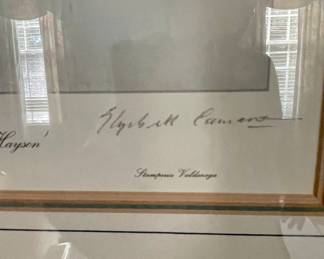 Elizabeth Cameron
Hayson'
Stamperia Valdonega